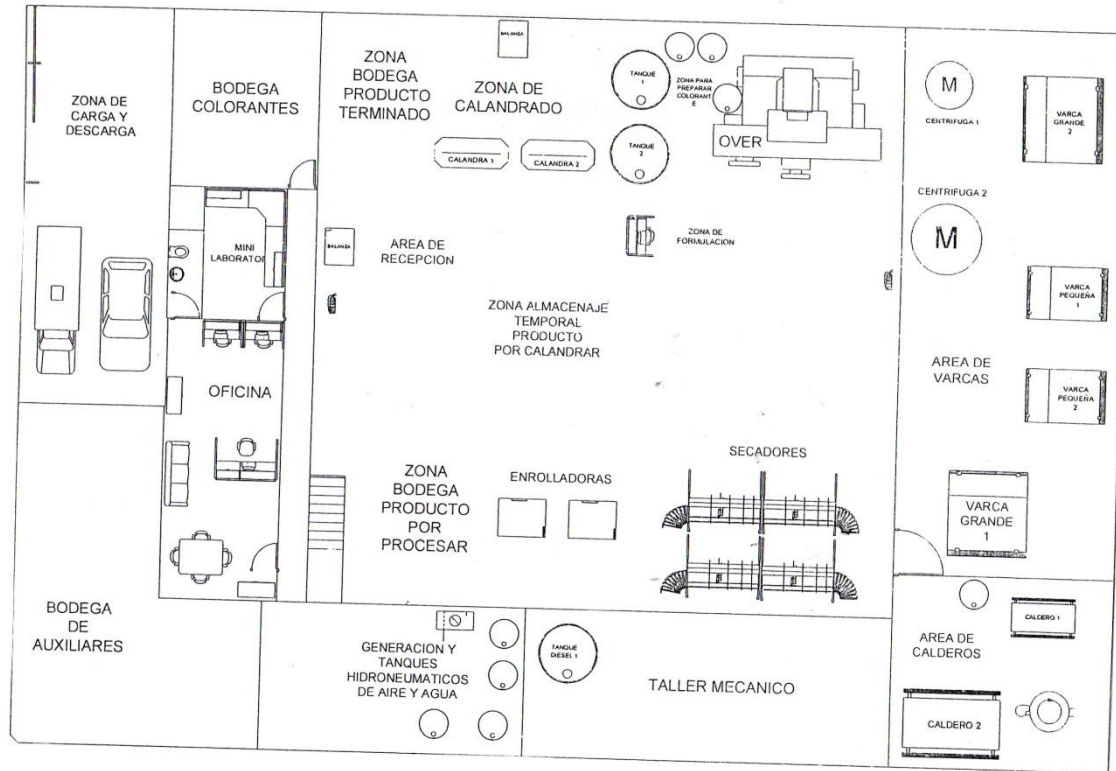 ZONA DE
CARGA Y
DESCARGA
BODEGA
COLORANTES
ZONA
BODEGA
PRODUCTO
TERMINADO
BALANZA
ZONA DE
CALANDRADO
CALANDRA 1
CALANDRA 2
TANQUE
1
TANQUE
2
ZONA PARA
PREPARAR
COLORANT
E
OVER
M
CENTRIFUGA 1
VARCA
GRANDE
2
CENTRIFUGA 2
M
MINI
LABORATOR
BALANZA
AREA DE
RECEPCION
ZONA DE
FORMULACION
ZONA ALMACENAJE
TEMPORAL
PRODUCTO
POR CALANDRAR
VARCA
PEQUEÑA
1
AREA DE
VARCAS
VARCA
PEQUEÑA
2
OFICINA
ZONA
BODEGA
PRODUCTO
POR
PROCESAR
ENROLLADORAS
SECADORES
VARCA
GRANDE
1
BODEGA
DE
AUXILIARES
GENERACION Y
TANQUES
HIDRONEUMATICOS
DE AIRE Y AGUA
TANQUE
DIESEL 1
TALLER MECANICO
AREA DE
CALDEROS
CALDERO 1
CALDERO 2